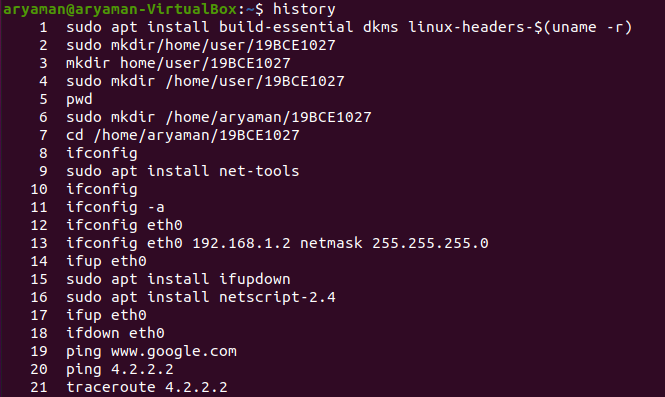 aryaman@aryaman-VirtualBox:~$ history
1 sudo apt install build-essential dkms linux-headers-$(uname -r)
2 sudo mkdir/home/user/19BCE1027
3 mkdir home/user/19BCE1027
4 sudo mkdir /home/user/19BCE1027
5 pwd
6 sudo mkdir /home/aryaman/19BCE1027
7 cd /home/aryaman/19BCE1027
8 ifconfig
9 sudo apt install net-tools
10 ifconfig
11 ifconfig -a
12 ifconfig eth0
13 ifconfig eth0 192.168.1.2 netmask 255.255.255.0
14 ifup eth0
15 sudo apt install ifupdown
16 sudo apt install netscript-2.4
17 ifup eth0
18 ifdown eth0
19 ping www.google.com
20 ping 4.2.2.2
21 traceroute 4.2.2.2